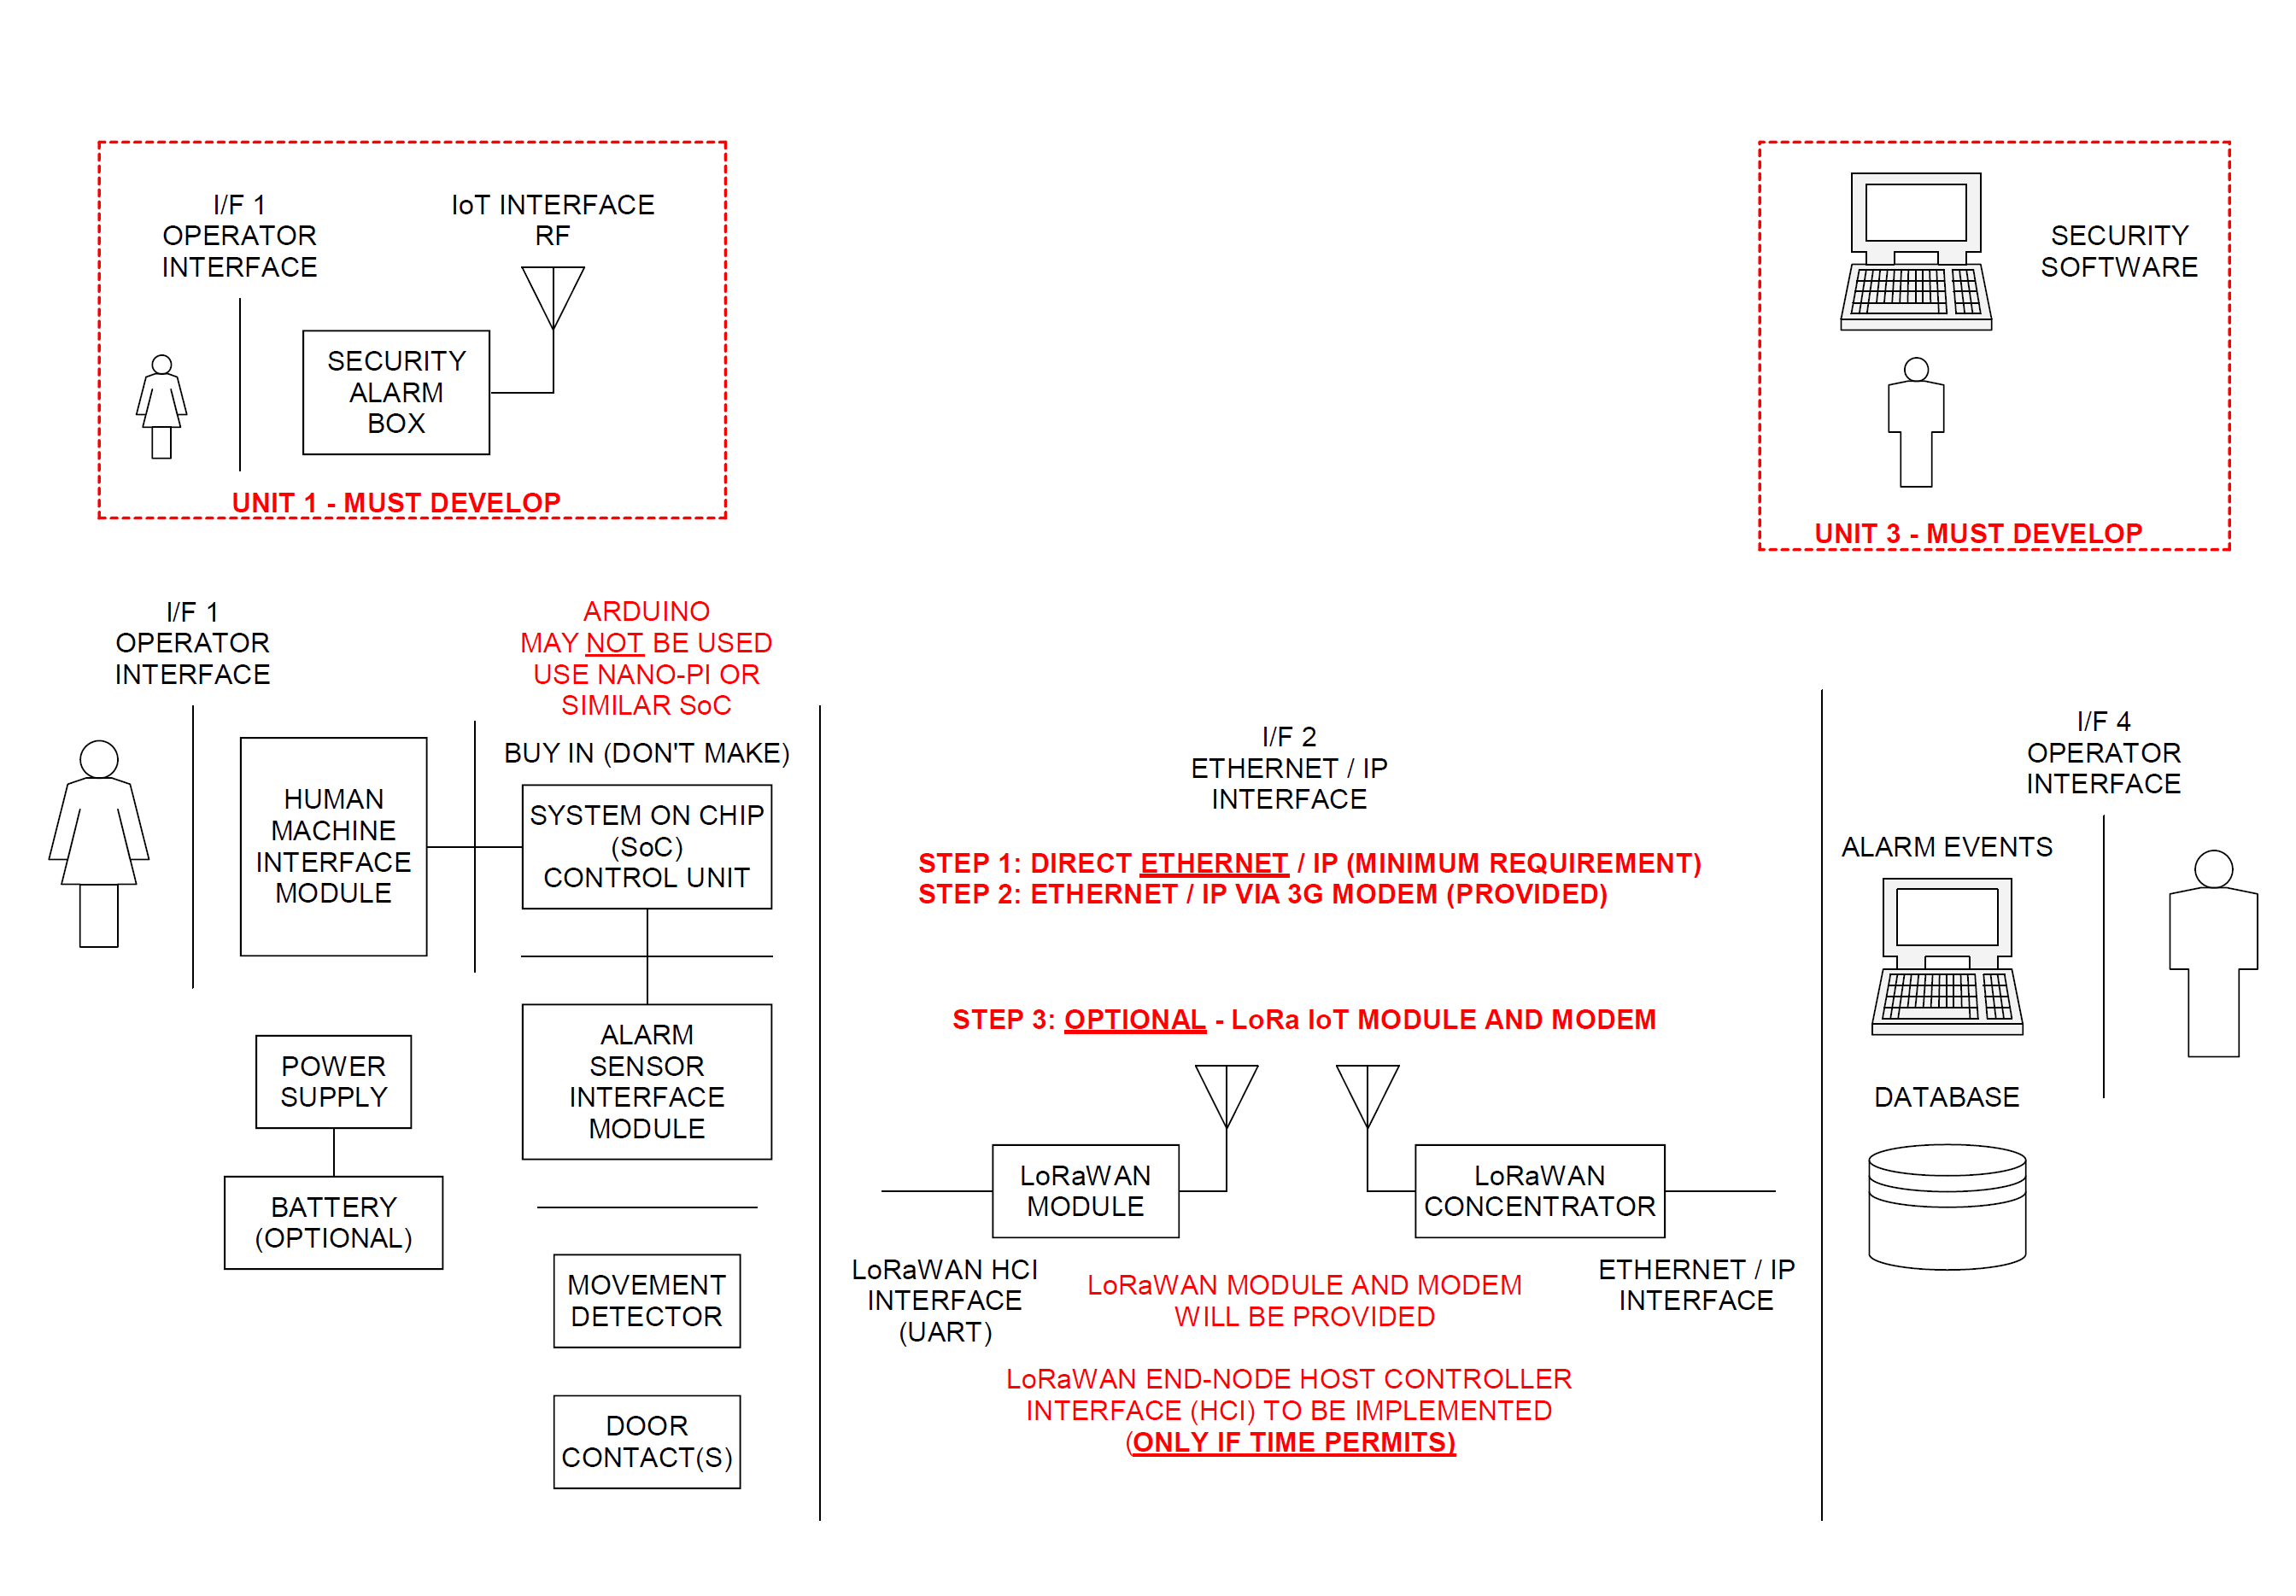 I/F 1
OPERATOR
INTERFACE
IoT INTERFACE
RF
SECURITY
ALARM
BOX
UNIT 1 - MUST DEVELOP
SECURITY
SOFTWARE
UNIT 3 - MUST DEVELOP
I/F 1
OPERATOR
INTERFACE
HUMAN
MACHINE
INTERFACE
MODULE
POWER
SUPPLY
BATTERY
(OPTIONAL)
ARDUINO
MAY NOT BE USED
USE NANO-PI OR
SIMILAR SoC
BUY IN (DON'T MAKE)
SYSTEM ON CHIP
(SoC)
CONTROL UNIT
ALARM
SENSOR
INTERFACE
MODULE
MOVEMENT
DETECTOR
DOOR
CONTACT(S)
I/F 2
ETHERNET / IP
INTERFACE
STEP 1: DIRECT ETHERNET / IP (MINIMUM REQUIREMENT)
STEP 2: ETHERNET / IP VIA 3G MODEM (PROVIDED)
STEP 3: OPTIONAL - LoRa IoT MODULE AND MODEM
LoRaWAN
MODULE
LoRaWAN
CONCENTRATOR
LoRaWAN HCI
INTERFACE
(UART)
LoRaWAN MODULE AND MODEM
WILL BE PROVIDED
ETHERNET / IP
INTERFACE
LoRaWAN END-NODE HOST CONTROLLER
INTERFACE (HCI) TO BE IMPLEMENTED
(ONLY IF TIME PERMITS)
I/F 4
OPERATOR
INTERFACE
ALARM EVENTS
DATABASE